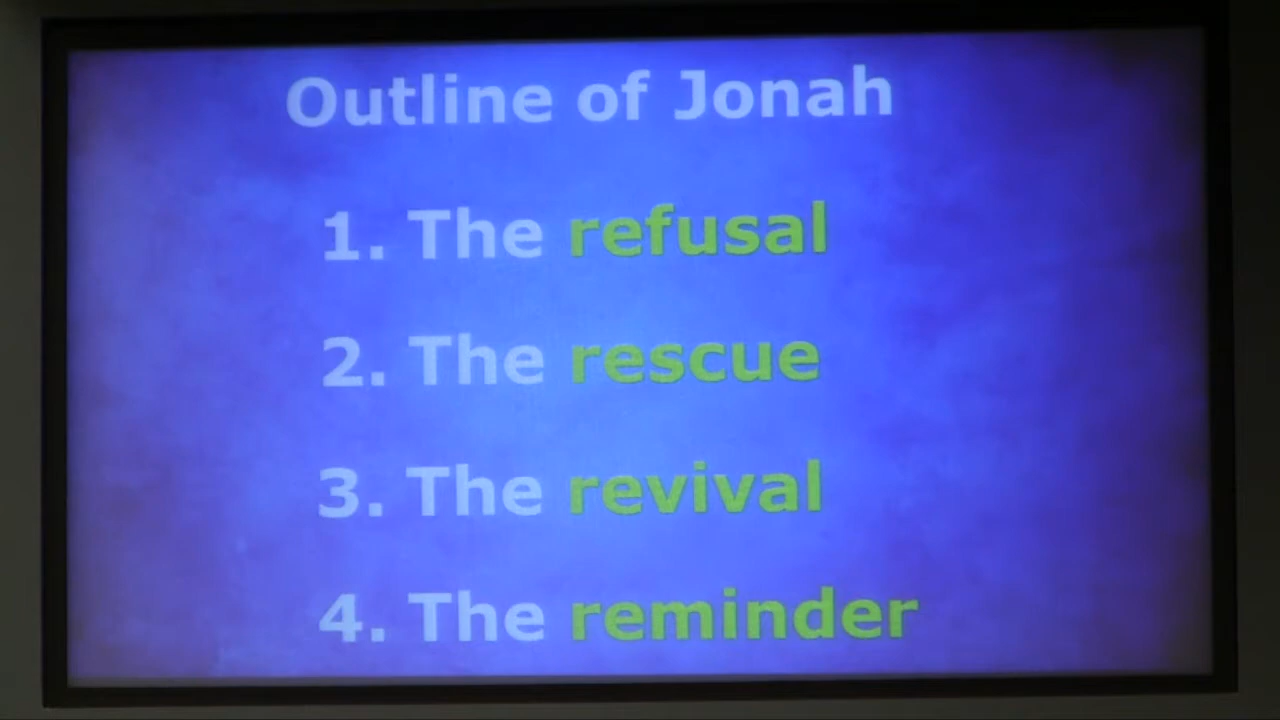 Outline of Jonah
1. The refusal
2. The rescue
3. The revival
4. The reminder